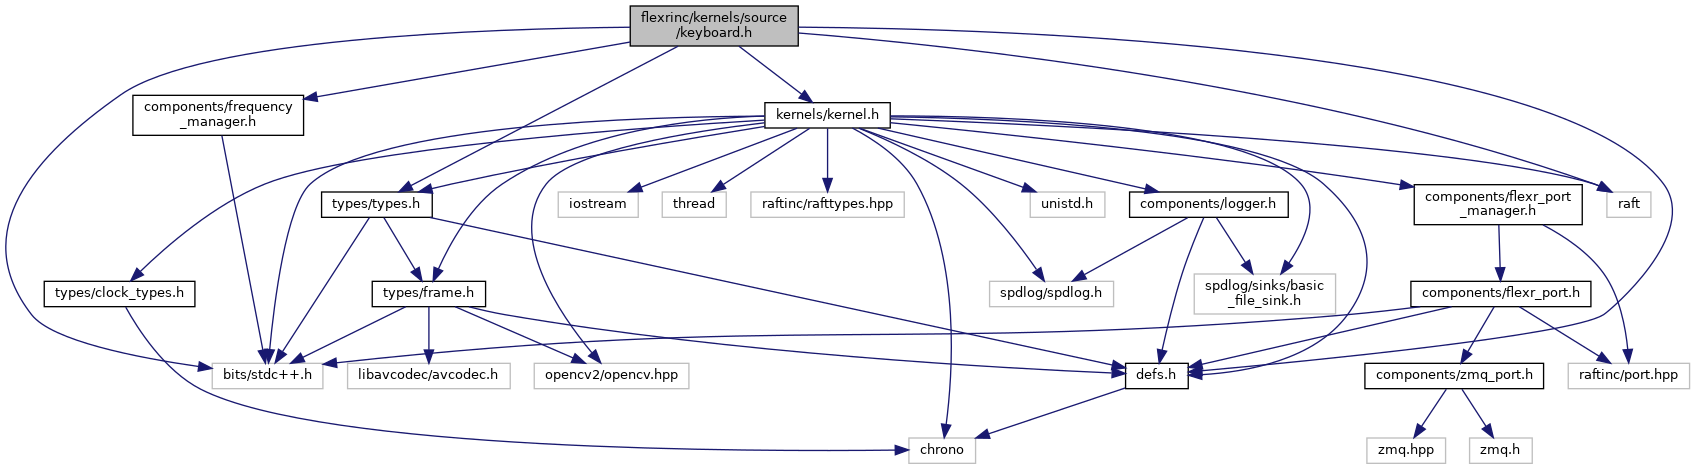 flexrinc/kernels/source
/keyboard.h
components/frequency
_manager.h
kernels/kernel.h
types/types.h
iostream
thread
raftinc/rafttypes.hpp
unistd.h
components/logger.h
components/flexr_port
_manager.h
raft
types/clock_types.h
types/frame.h
spdlog/spdlog.h
spdlog/sinks/basic
_file_sink.h
components/flexr_port.h
bits/stdc++.h
libavcodec/avcodec.h
opencv2/opencv.hpp
defs.h
components/zmq_port.h
raftinc/port.hpp
chrono
zmq.hpp
zmq.h